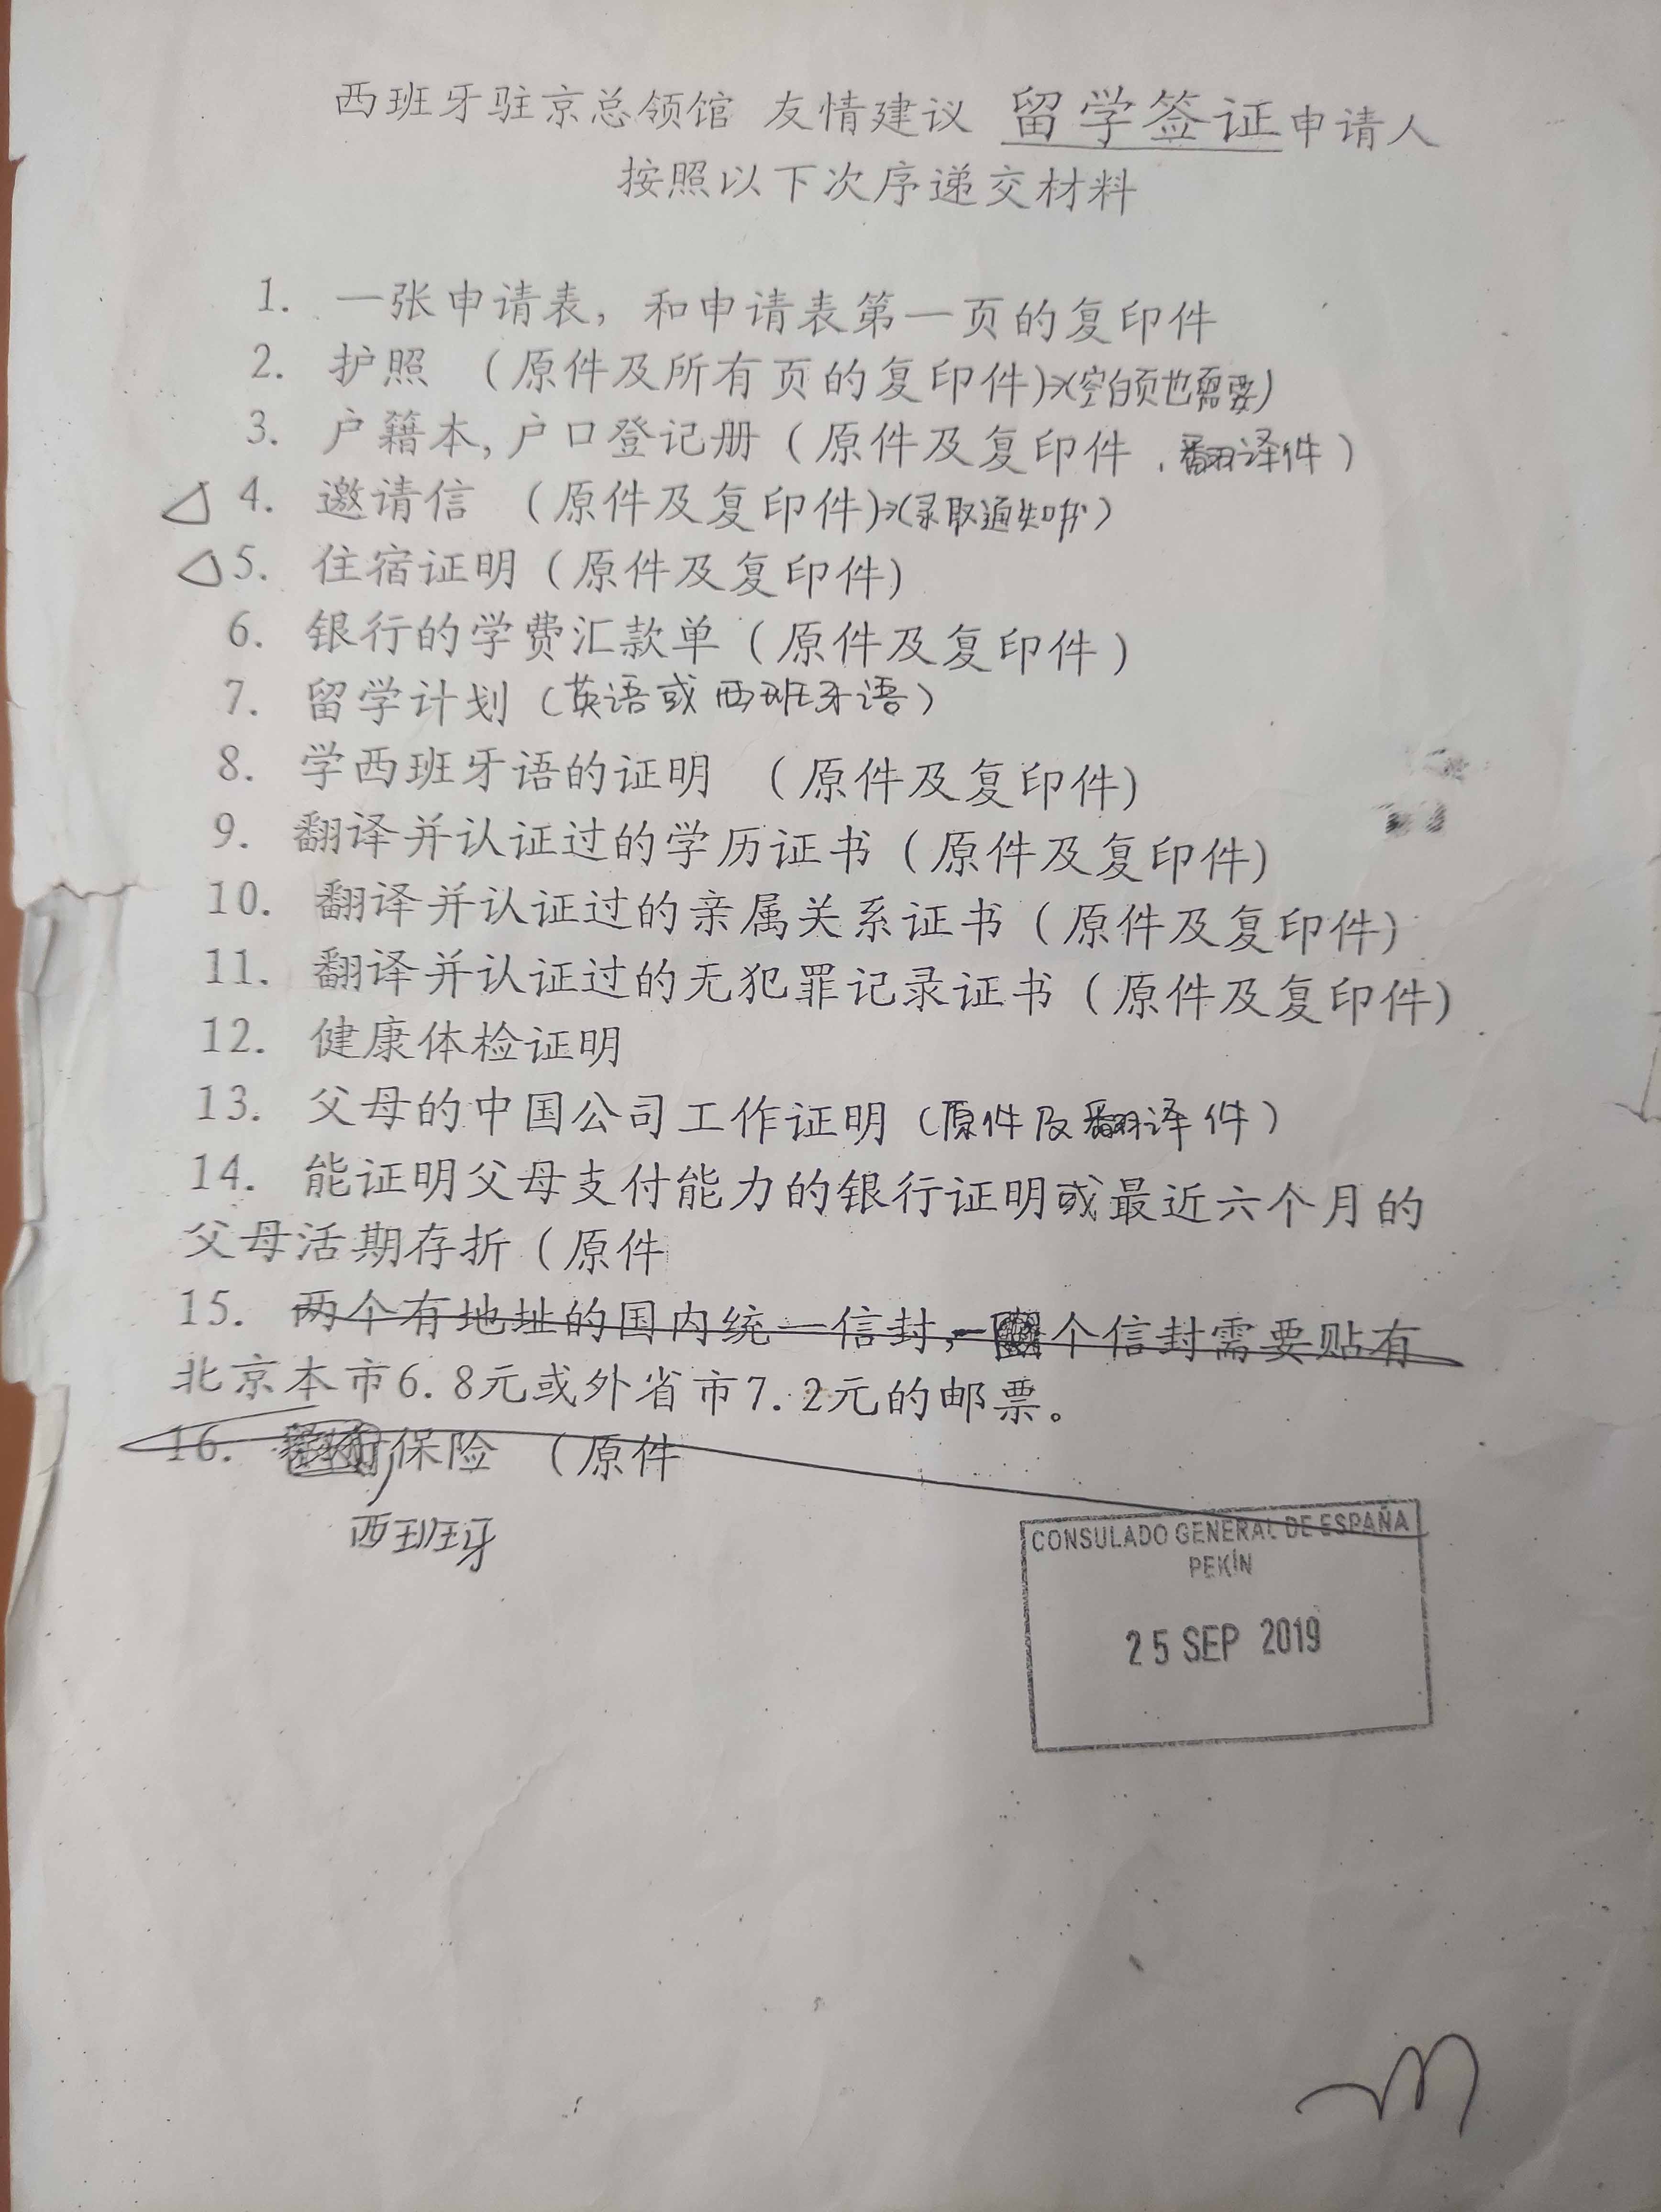 西班牙驻京总领馆 友情建议 留学签证申请人
按照以下次序递交材料
1. 一张申请表，和申请表第一页的复印件
2. 护照 （原件及所有页的复印件）→（空白页也需要）
3. 户籍本,户口登记册（原件及复印件，翻译件）
4. 邀请信 （原件及复印件）→（录取通知书）
5. 住宿证明（原件及复印件）
6. 银行的学费汇款单（原件及复印件）
7. 留学计划（英语或西班牙语）
8. 学西班牙语的证明 （原件及复印件）
9. 翻译并认证过的学历证书（原件及复印件）
10. 翻译并认证过的亲属关系证书（原件及复印件）
11. 翻译并认证过的无犯罪记录证书（原件及复印件）
12. 健康体检证明
13. 父母的中国公司工作证明（原件及翻译件）
14. 能证明父母支付能力的银行证明或最近六个月的
父母活期存折（原件
15. 两个有地址的国内统一信封，一个信封需要贴有
北京本市6.8元或外省市7.2元的邮票。
16. 保险 （原件
西班牙
CONSULADO GENERAL DE ESPAÑA
PEKÍN
25 SEP 2019